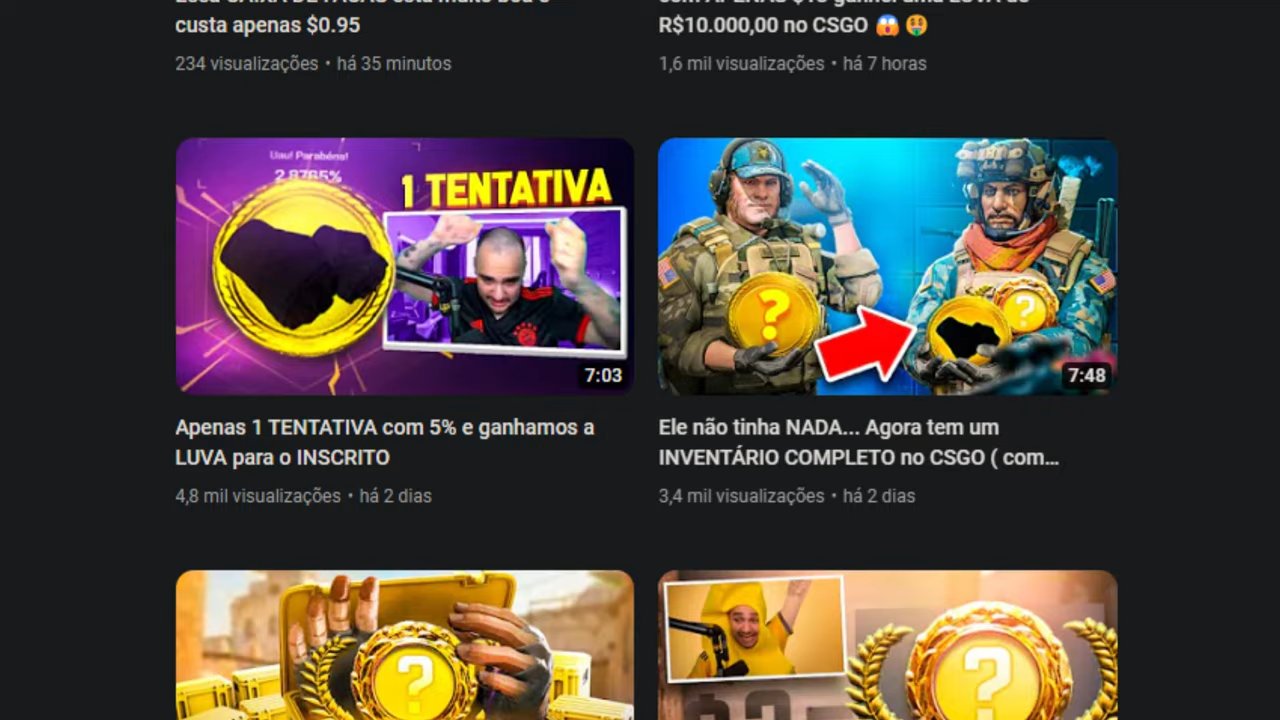 custa apenas $0.95
R$10.000,00 no CSGO 😱🤑
234 visualizações • há 35 minutos
1,6 mil visualizações • há 7 horas
Uau! Parabéns!
2.8765%
1 TENTATIVA
?
?
7:03
7:48
Apenas 1 TENTATIVA com 5% e ganhamos a
LUVA para o INSCRITO
Ele não tinha NADA... Agora tem um
INVENTÁRIO COMPLETO no CSGO ( com...
4,8 mil visualizações • há 2 dias
3,4 mil visualizações • há 2 dias
?
?